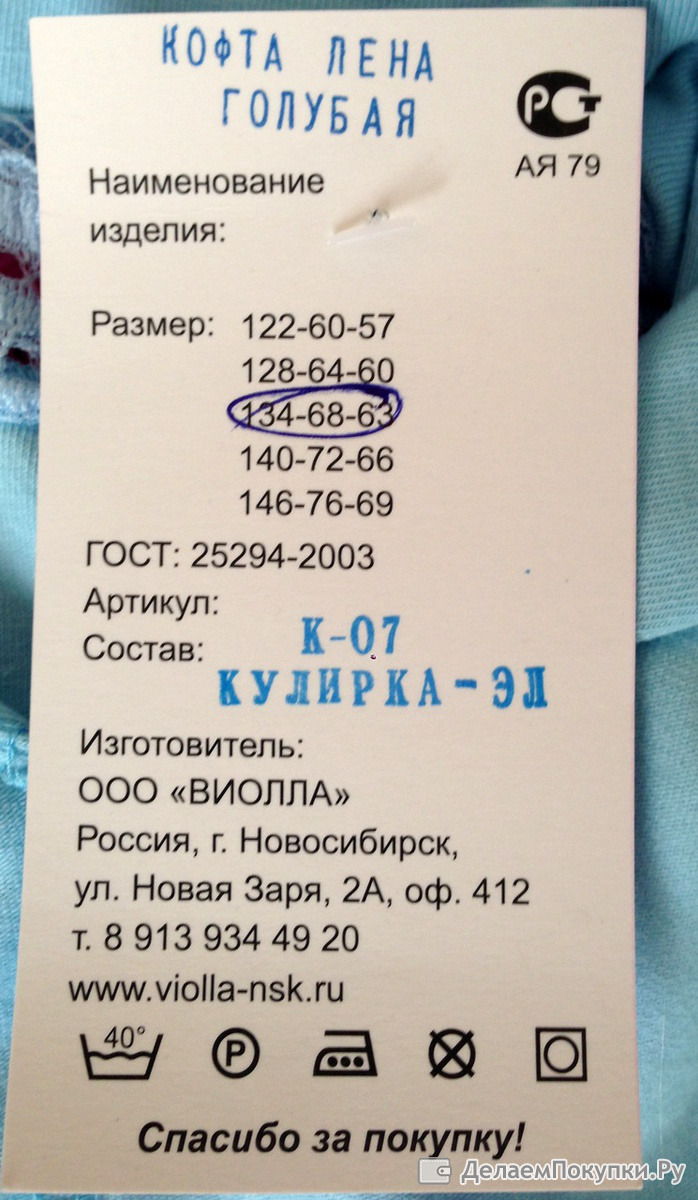 КОФТА ЛЕНА
ГОЛУБАЯ
РСТ
АЯ 79
Наименование
изделия:
Размер: 122-60-57
128-64-60
134-68-63
140-72-66
146-76-69
ГОСТ: 25294-2003
Артикул:
К-07
Состав:
КУЛИРКА-ЭЛ
Изготовитель:
ООО «ВИОЛЛА»
Россия, г. Новосибирск,
ул. Новая Заря, 2А, оф. 412
т. 8 913 934 49 20
www.violla-nsk.ru
40° P
Спасибо за покупку!
ДелаемПокупки.Ру